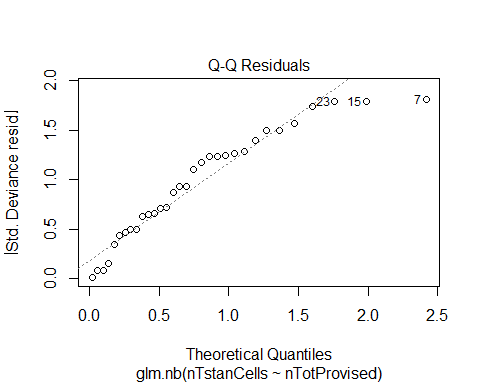 Q-Q Residuals
|Std. Deviance resid|
2.0
1.5
1.0
0.5
0.0
23
15
7
0.0 0.5 1.0 1.5 2.0 2.5
Theoretical Quantiles
glm.nb(nTstanCells ~ nTotProvised)